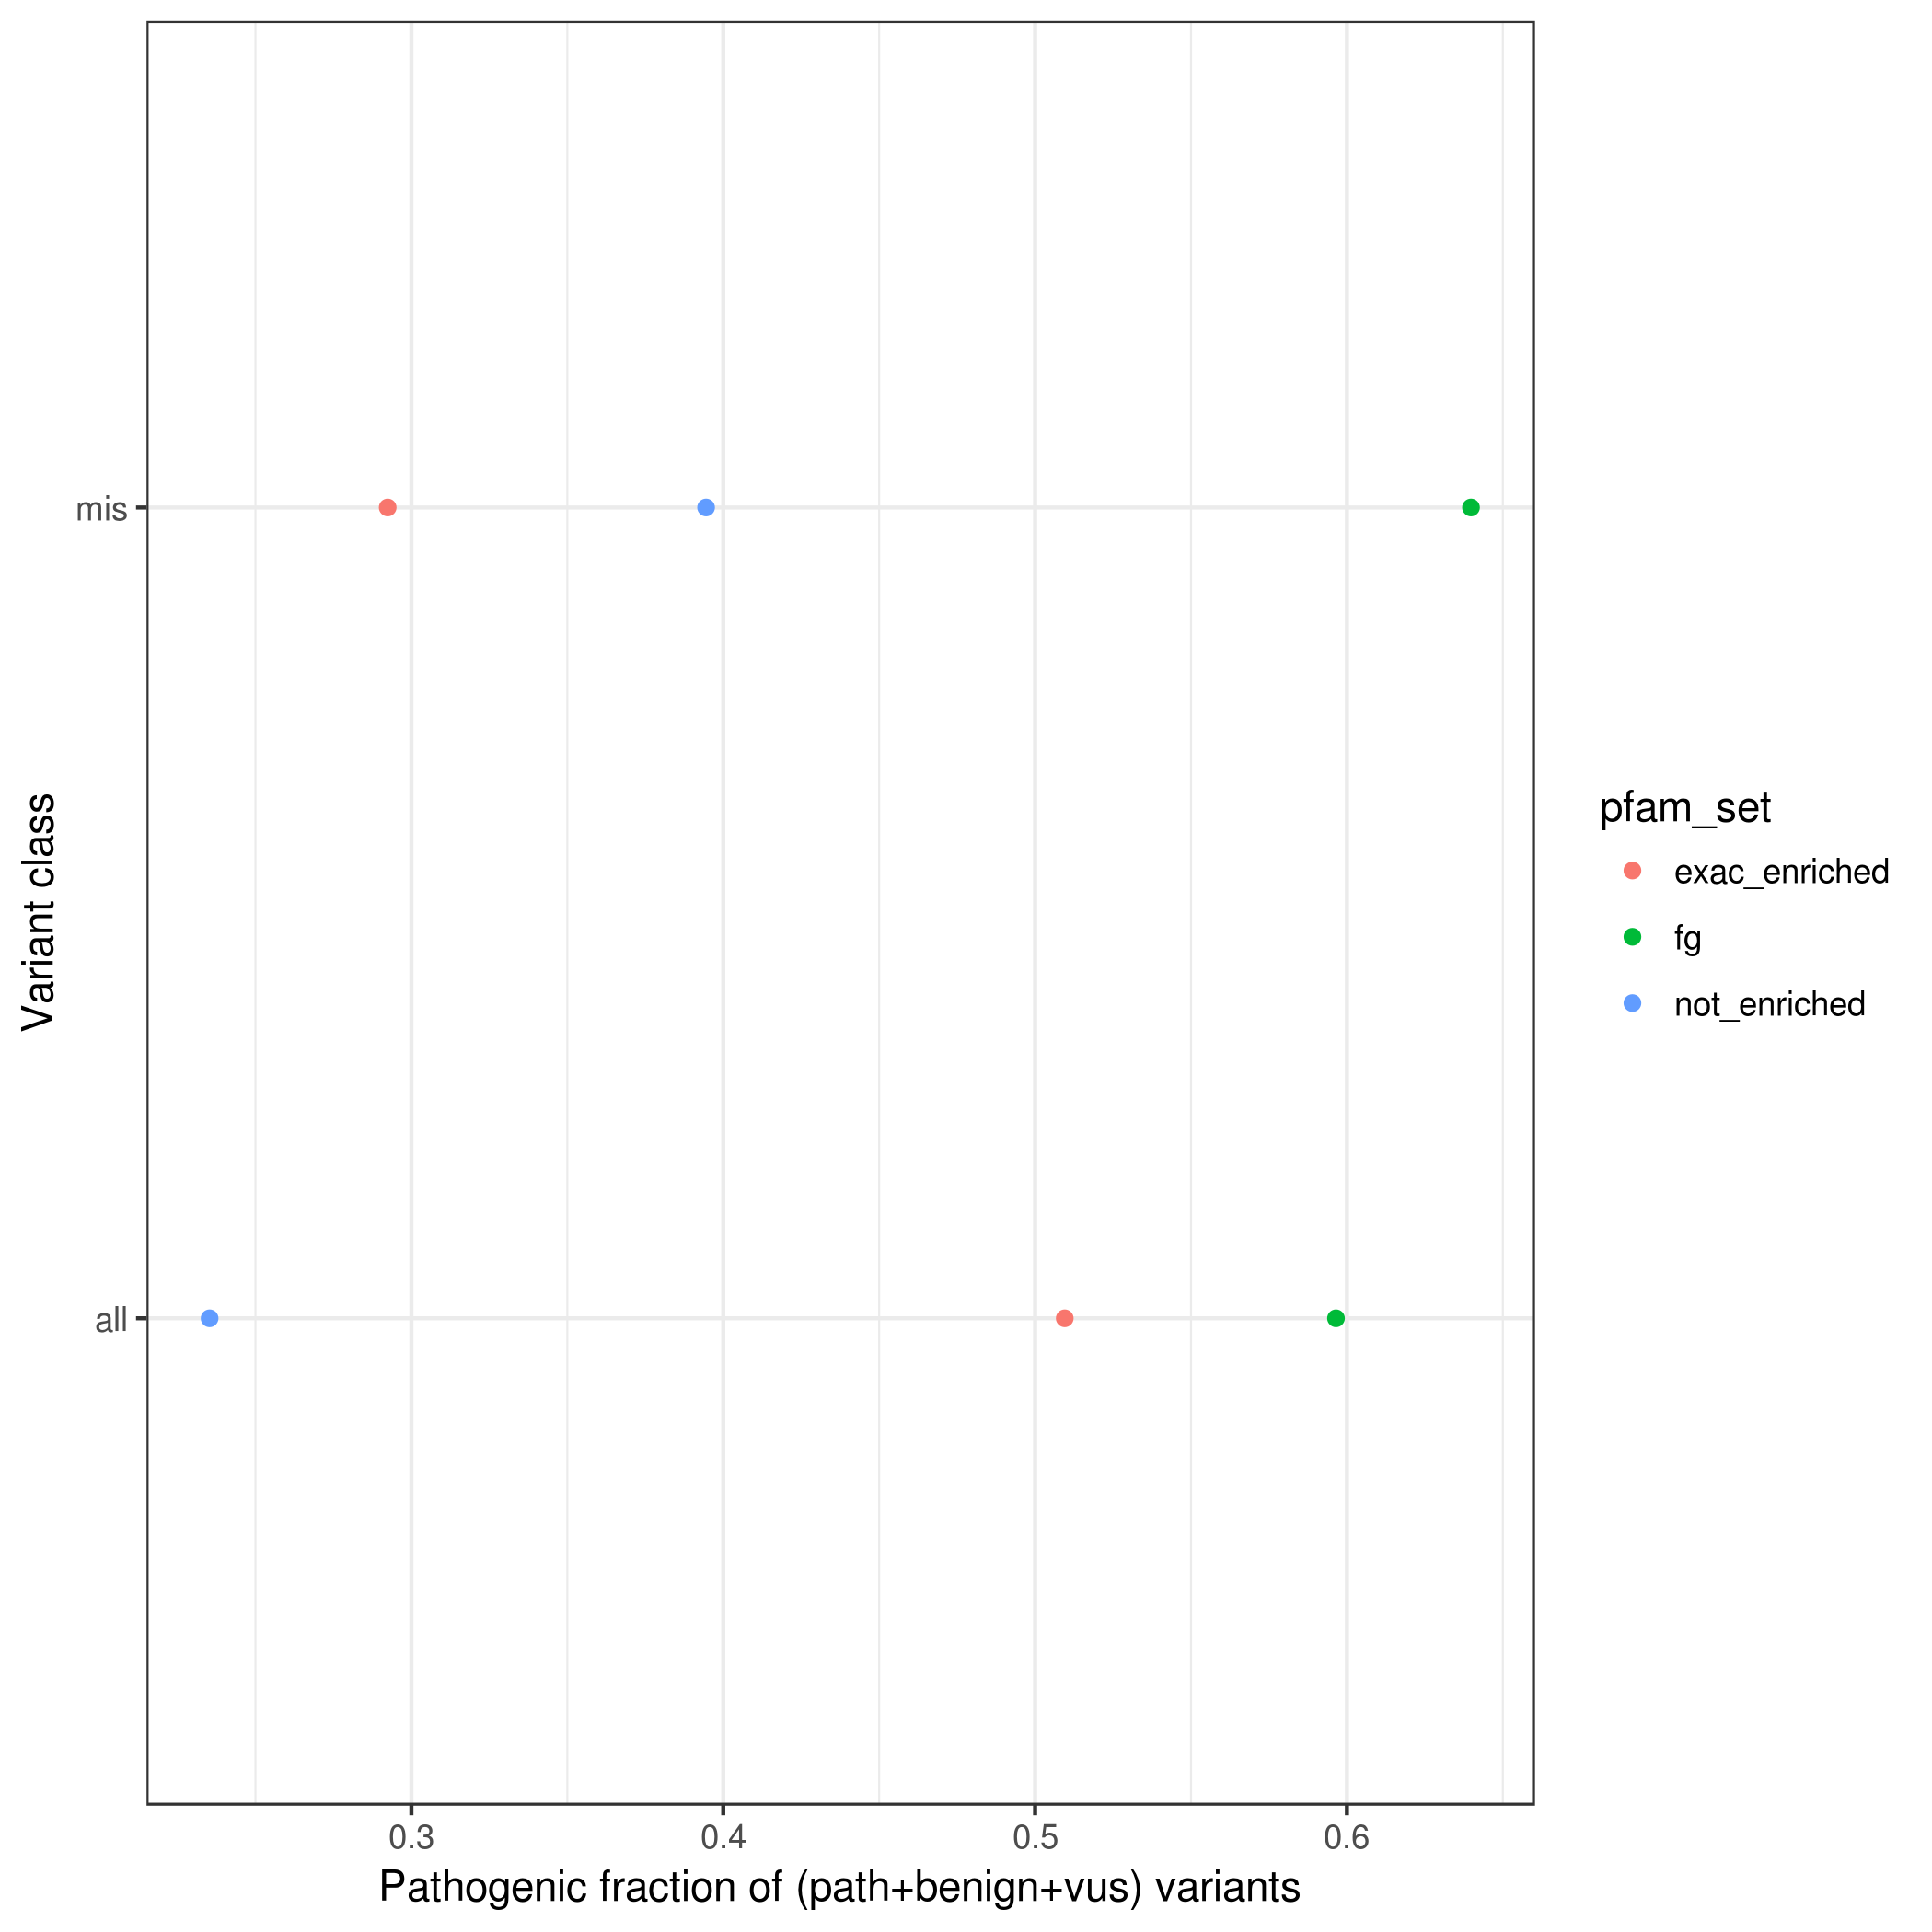 Variant class
mis
all
0.3 0.4 0.5 0.6
Pathogenic fraction of (path+benign+vus) variants
pfam_set
exac_enriched
fg
not_enriched